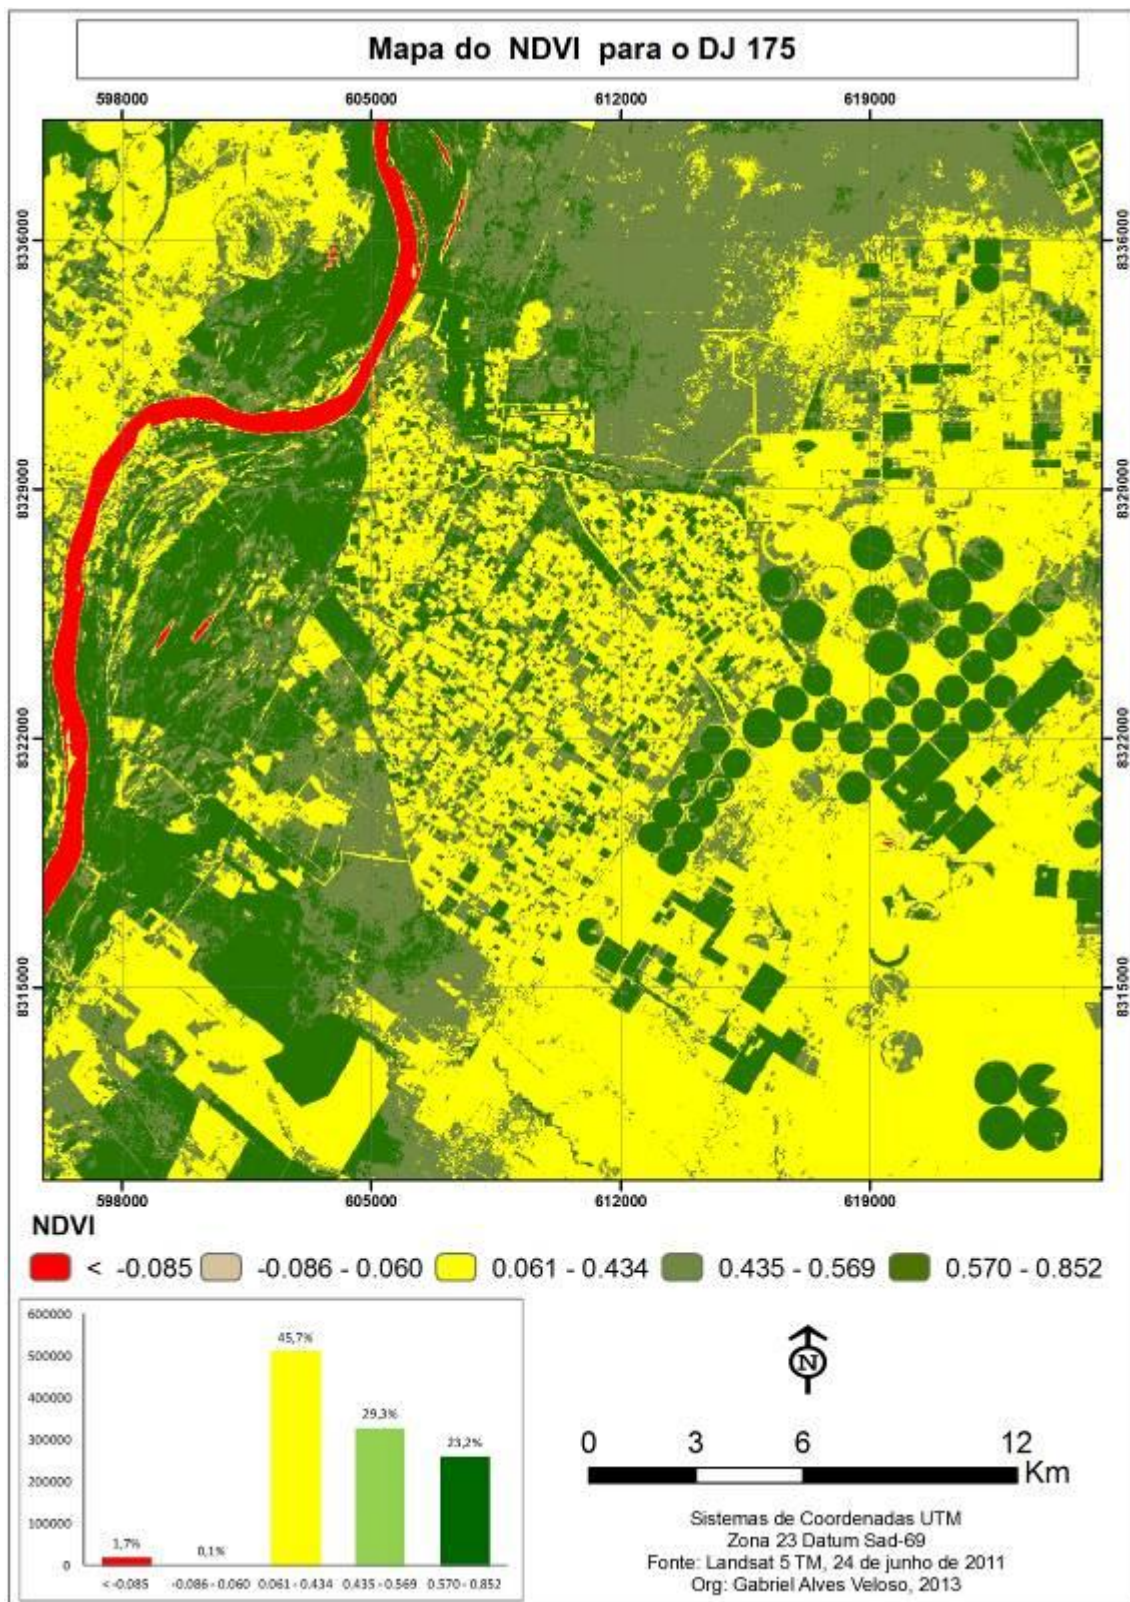 Mapa do NDVI para o DJ 175
598000 605000 612000 619000
8336000 8336000
8329000 8329000
8322000 8322000
8315000 8315000
598000 605000 612000 619000
NDVI
< -0.085 -0.086 - 0.060 0.061 - 0.434 0.435 - 0.569 0.570 - 0.852
600000
500000
400000
300000
200000
100000
0
1,7% 0,1% 45,7% 29,3% 23,2%
< -0.085 -0.086 - 0.060 0.061 - 0.434 0.435 - 0.569 0.570 - 0.852
N
0 3 6 12
Km
Sistemas de Coordenadas UTM
Zona 23 Datum Sad-69
Fonte: Landsat 5 TM, 24 de junho de 2011
Org: Gabriel Alves Veloso, 2013